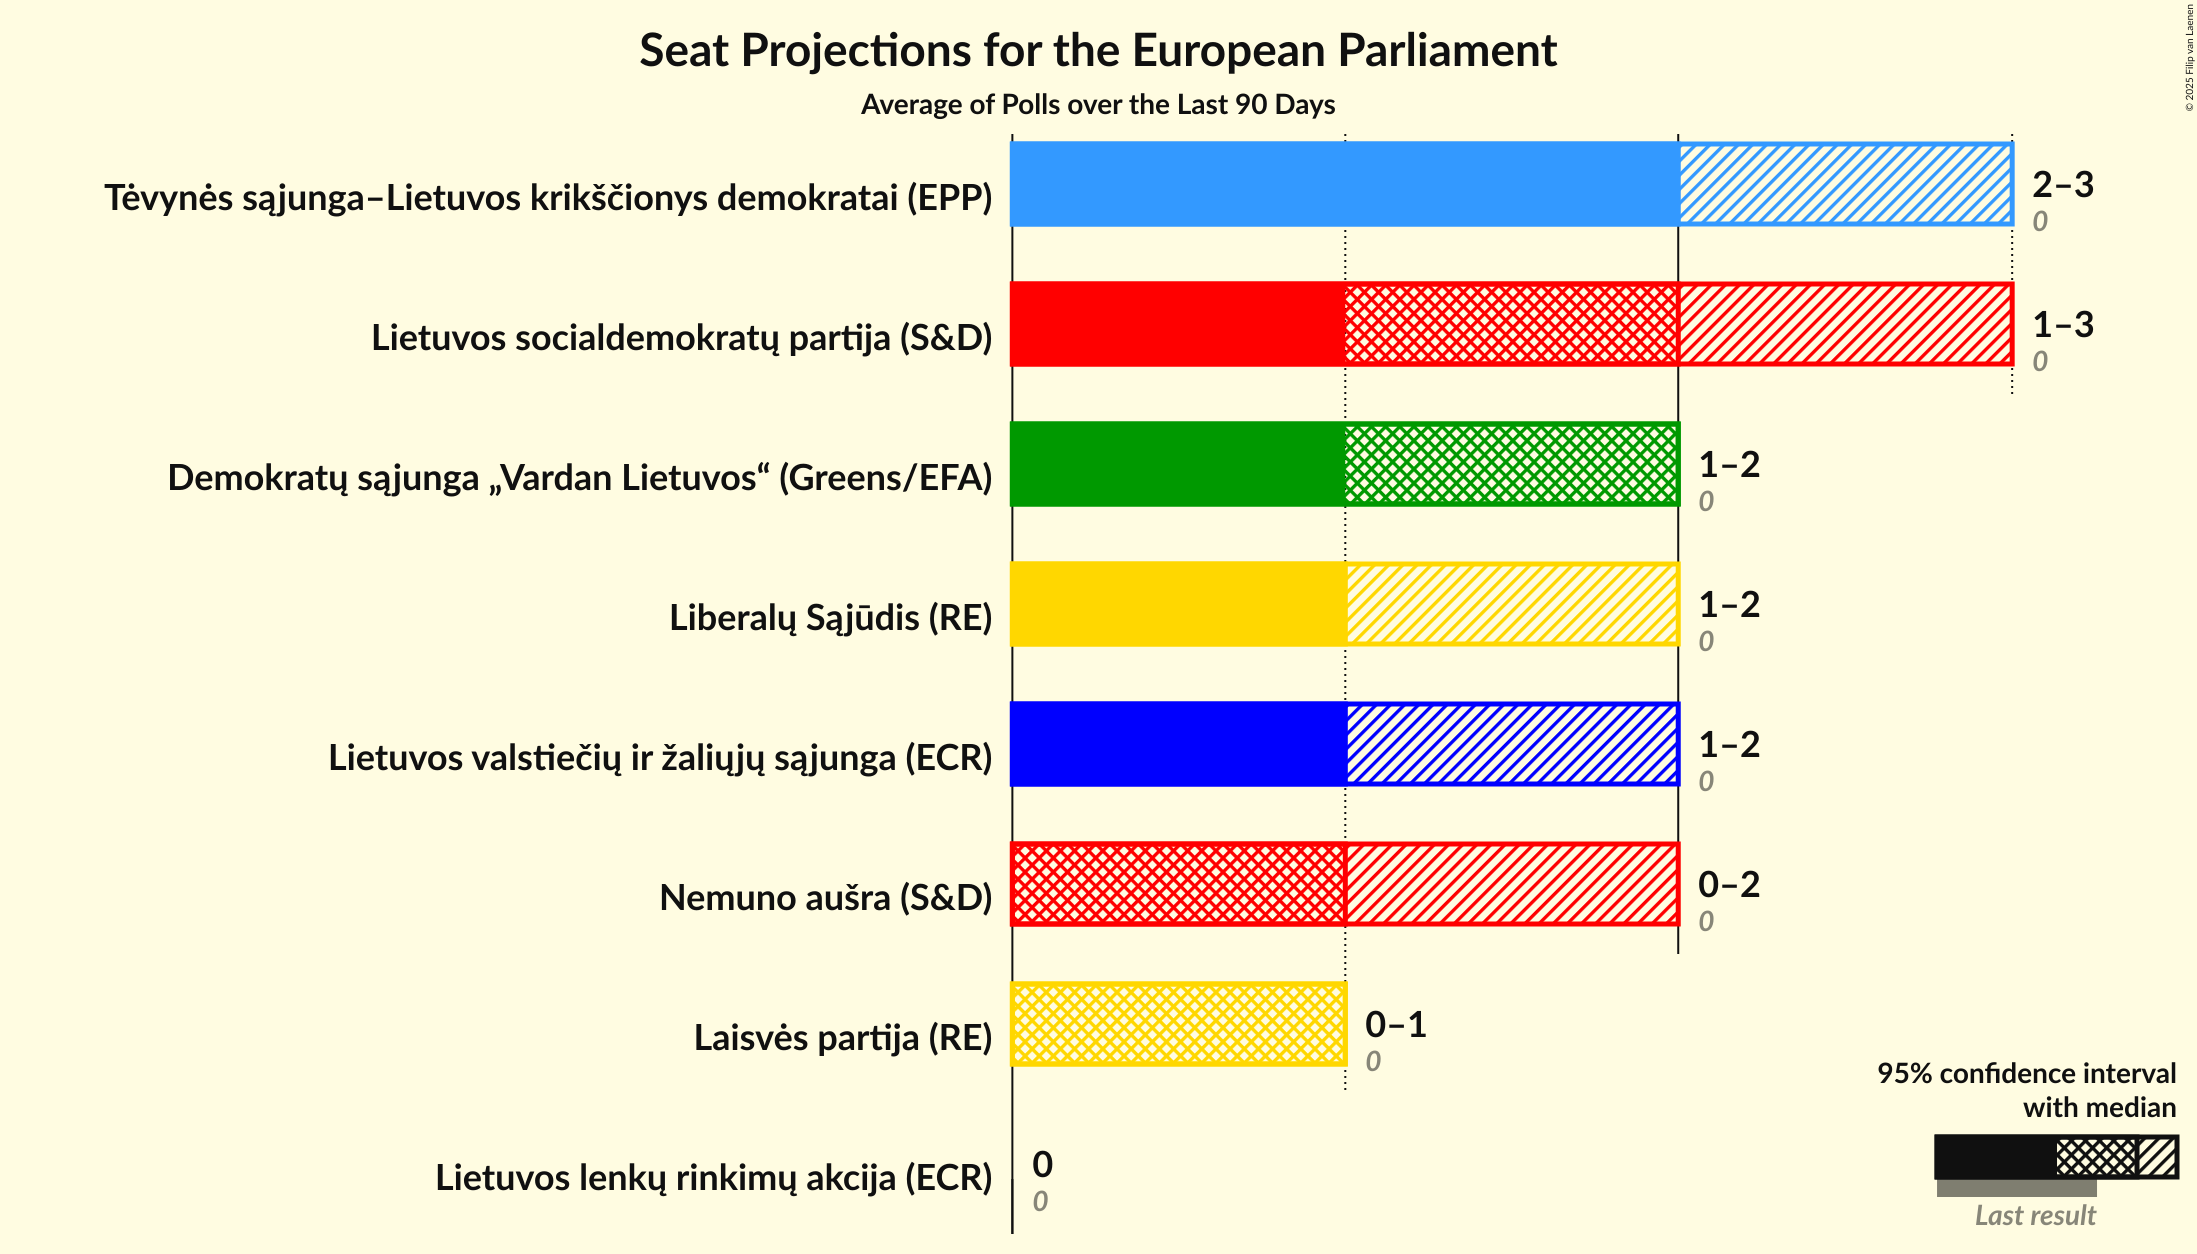 Seat Projections for the European Parliament
Average of Polls over the Last 90 Days
© 2025 Filip van Laenen
Tėvynės sąjunga–Lietuvos krikščionys demokratai (EPP)
2–3
0
Lietuvos socialdemokratų partija (S&D)
1–3
0
Demokratų sąjunga „Vardan Lietuvos“ (Greens/EFA)
1–2
0
Liberalų Sąjūdis (RE)
1–2
0
Lietuvos valstiečių ir žaliųjų sąjunga (ECR)
1–2
0
Nemuno aušra (S&D)
0–2
0
Laisvės partija (RE)
0–1
0
Lietuvos lenkų rinkimų akcija (ECR)
0
0
95% confidence interval
with median
Last result